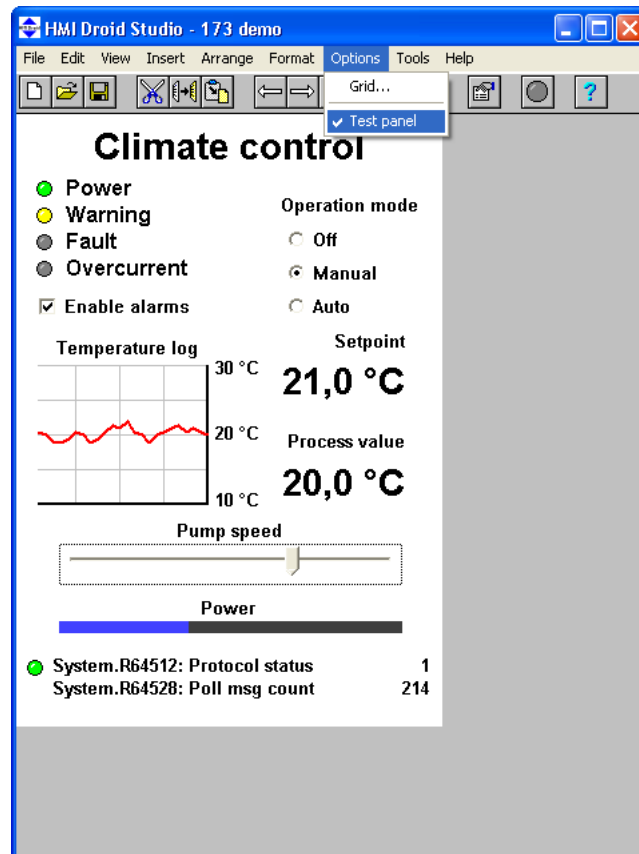 HMI Droid Studio - 173 demo
File Edit View Insert Arrange Format Options Tools Help
Grid...
Test panel
Climate control
Power
Warning
Fault
Overcurrent
Enable alarms
Operation mode
Off
Manual
Auto
Temperature log
30 °C
20 °C
10 °C
Setpoint
21,0 °C
Process value
20,0 °C
Pump speed
Power
System.R64512: Protocol status 1
System.R64528: Poll msg count 214